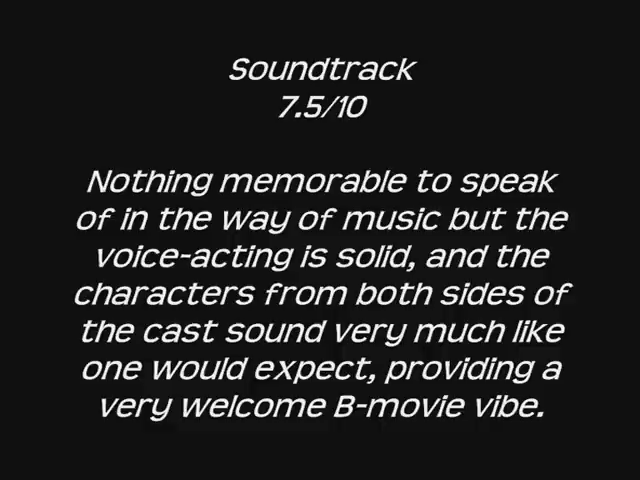 Soundtrack
7.5/10
Nothing memorable to speak
of in the way of music but the
voice-acting is solid, and the
characters from both sides of
the cast sound very much like
one would expect, providing a
very welcome B-movie vibe.